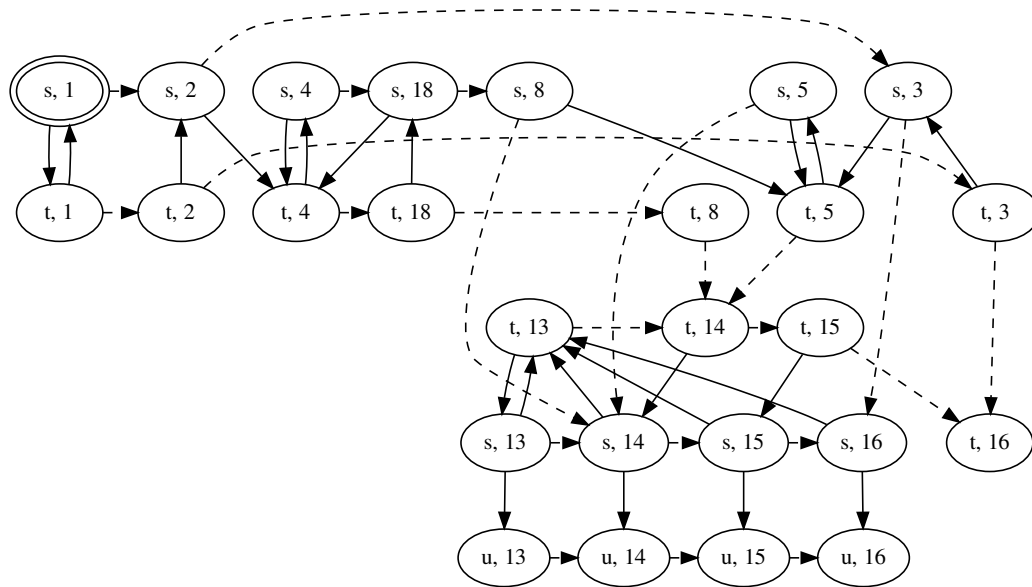 s, 1
s, 2
s, 4
s, 18
s, 8
s, 5
s, 3
t, 1
t, 2
t, 4
t, 18
t, 8
t, 5
t, 3
t, 13
t, 14
t, 15
s, 13
s, 14
s, 15
s, 16
t, 16
u, 13
u, 14
u, 15
u, 16